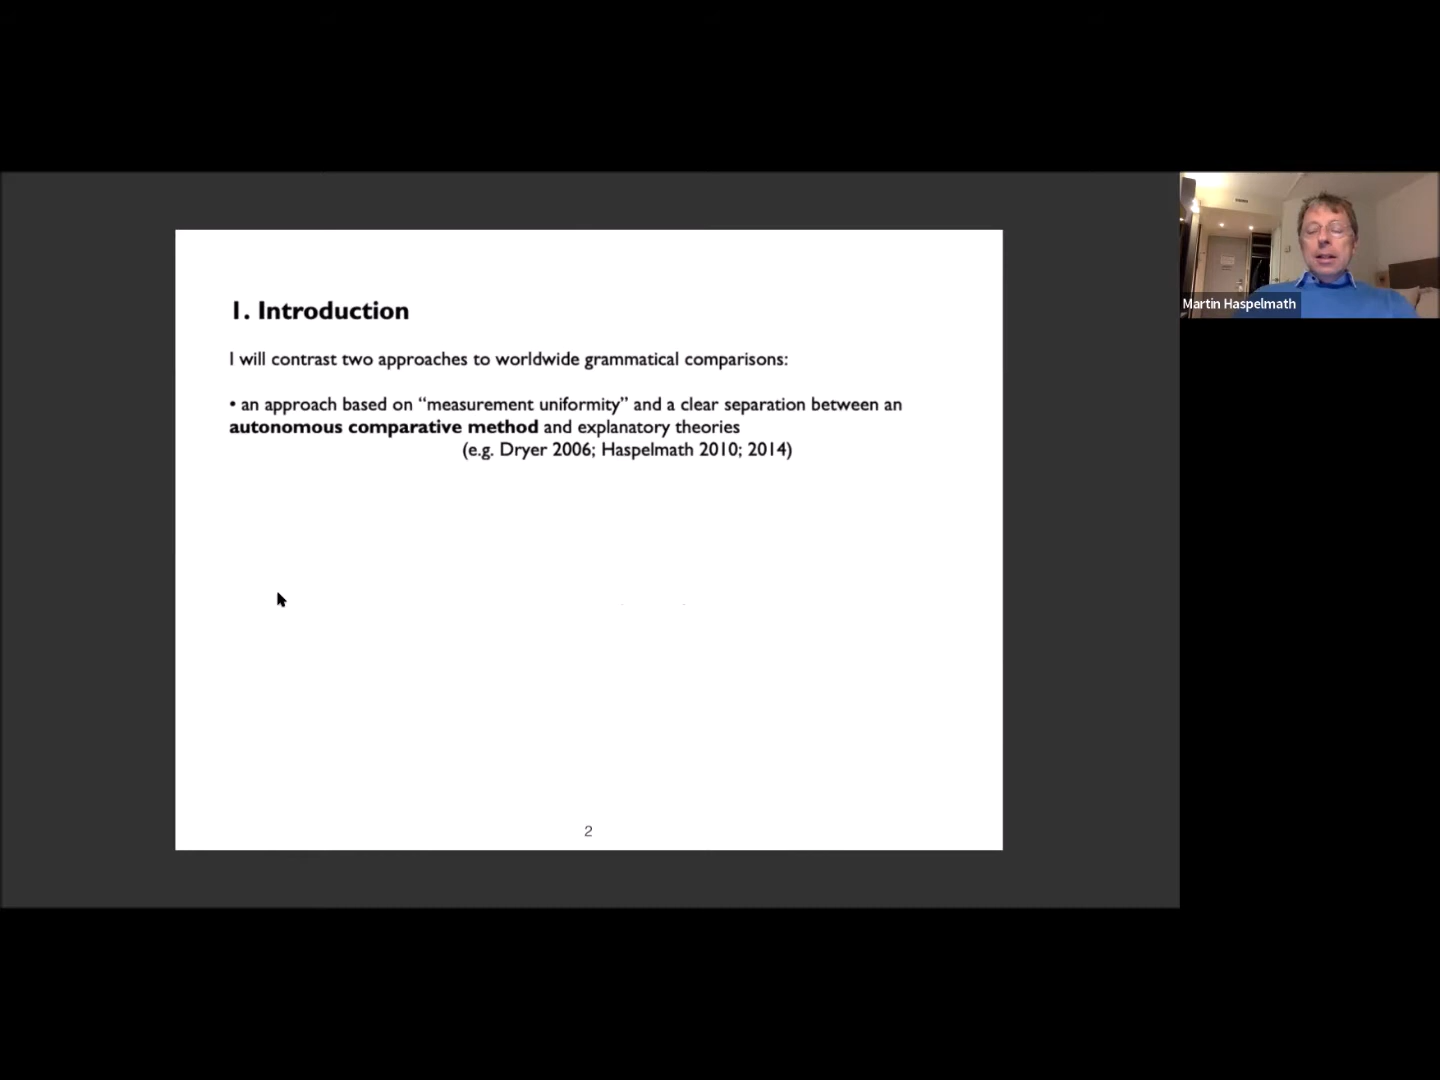 1. Introduction
I will contrast two approaches to worldwide grammatical comparisons:
• an approach based on “measurement uniformity” and a clear separation between an
autonomous comparative method and explanatory theories
(e.g. Dryer 2006; Haspelmath 2010; 2014)
2
Martin Haspelmath